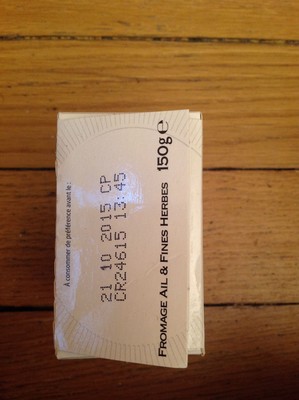 À consommer de préférence avant le :
21 10 2015 CP
CR24615 13:45
FROMAGE AIL & FINES HERBES 150g e